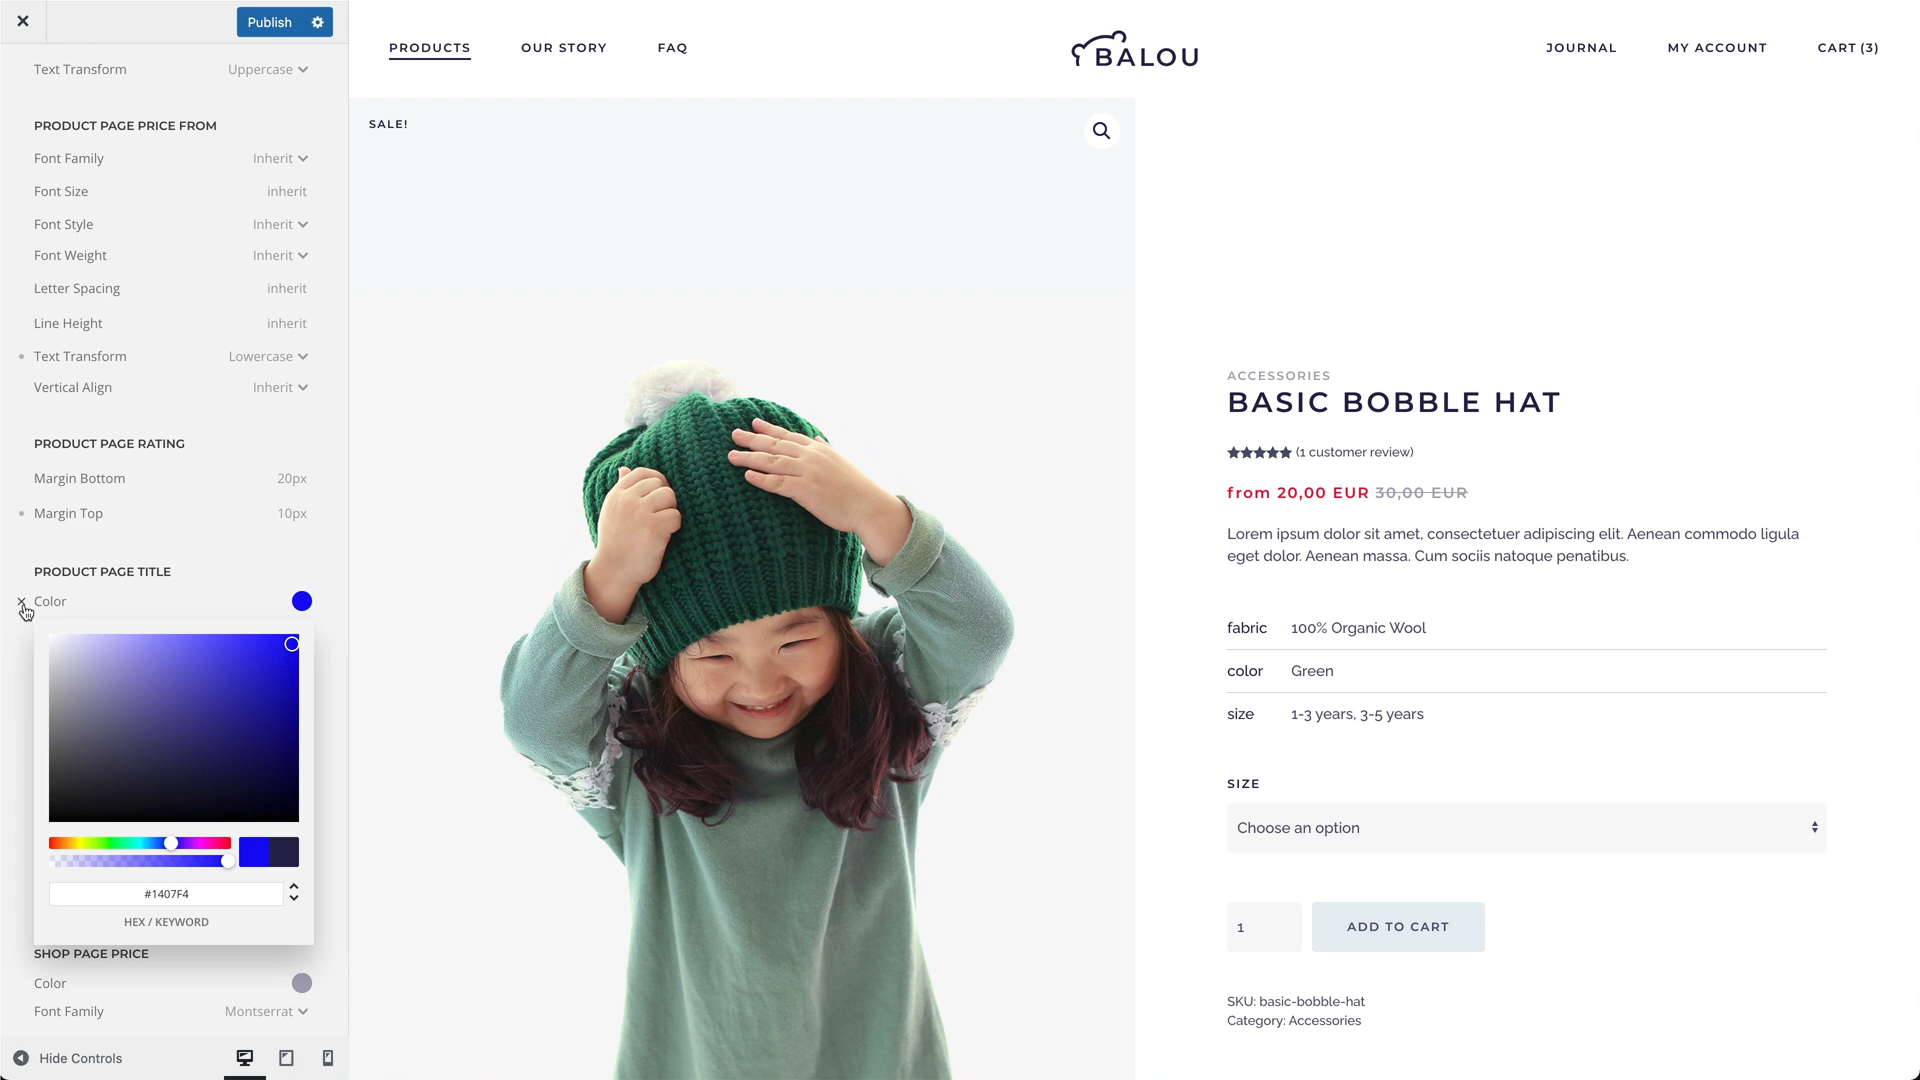 Publish
Text Transform Uppercase
PRODUCT PAGE PRICE FROM
Font Family Inherit
Font Size inherit
Font Style Inherit
Font Weight Inherit
Letter Spacing inherit
Line Height inherit
Text Transform Lowercase
Vertical Align Inherit
PRODUCT PAGE RATING
Margin Bottom 20px
Margin Top 10px
PRODUCT PAGE TITLE
Color
#1407F4
HEX / KEYWORD
SHOP PAGE PRICE
Color
Font Family Montserrat
Hide Controls
PRODUCTS OUR STORY FAQ
BALOU
JOURNAL MY ACCOUNT CART (3)
SALE!
ACCESSORIES
BASIC BOBBLE HAT
(1 customer review)
from 20,00 EUR 30,00 EUR
Lorem ipsum dolor sit amet, consectetuer adipiscing elit. Aenean commodo ligula
eget dolor. Aenean massa. Cum sociis natoque penatibus.
fabric 100% Organic Wool
color Green
size 1-3 years, 3-5 years
SIZE
Choose an option
1 ADD TO CART
SKU: basic-bobble-hat
Category: Accessories